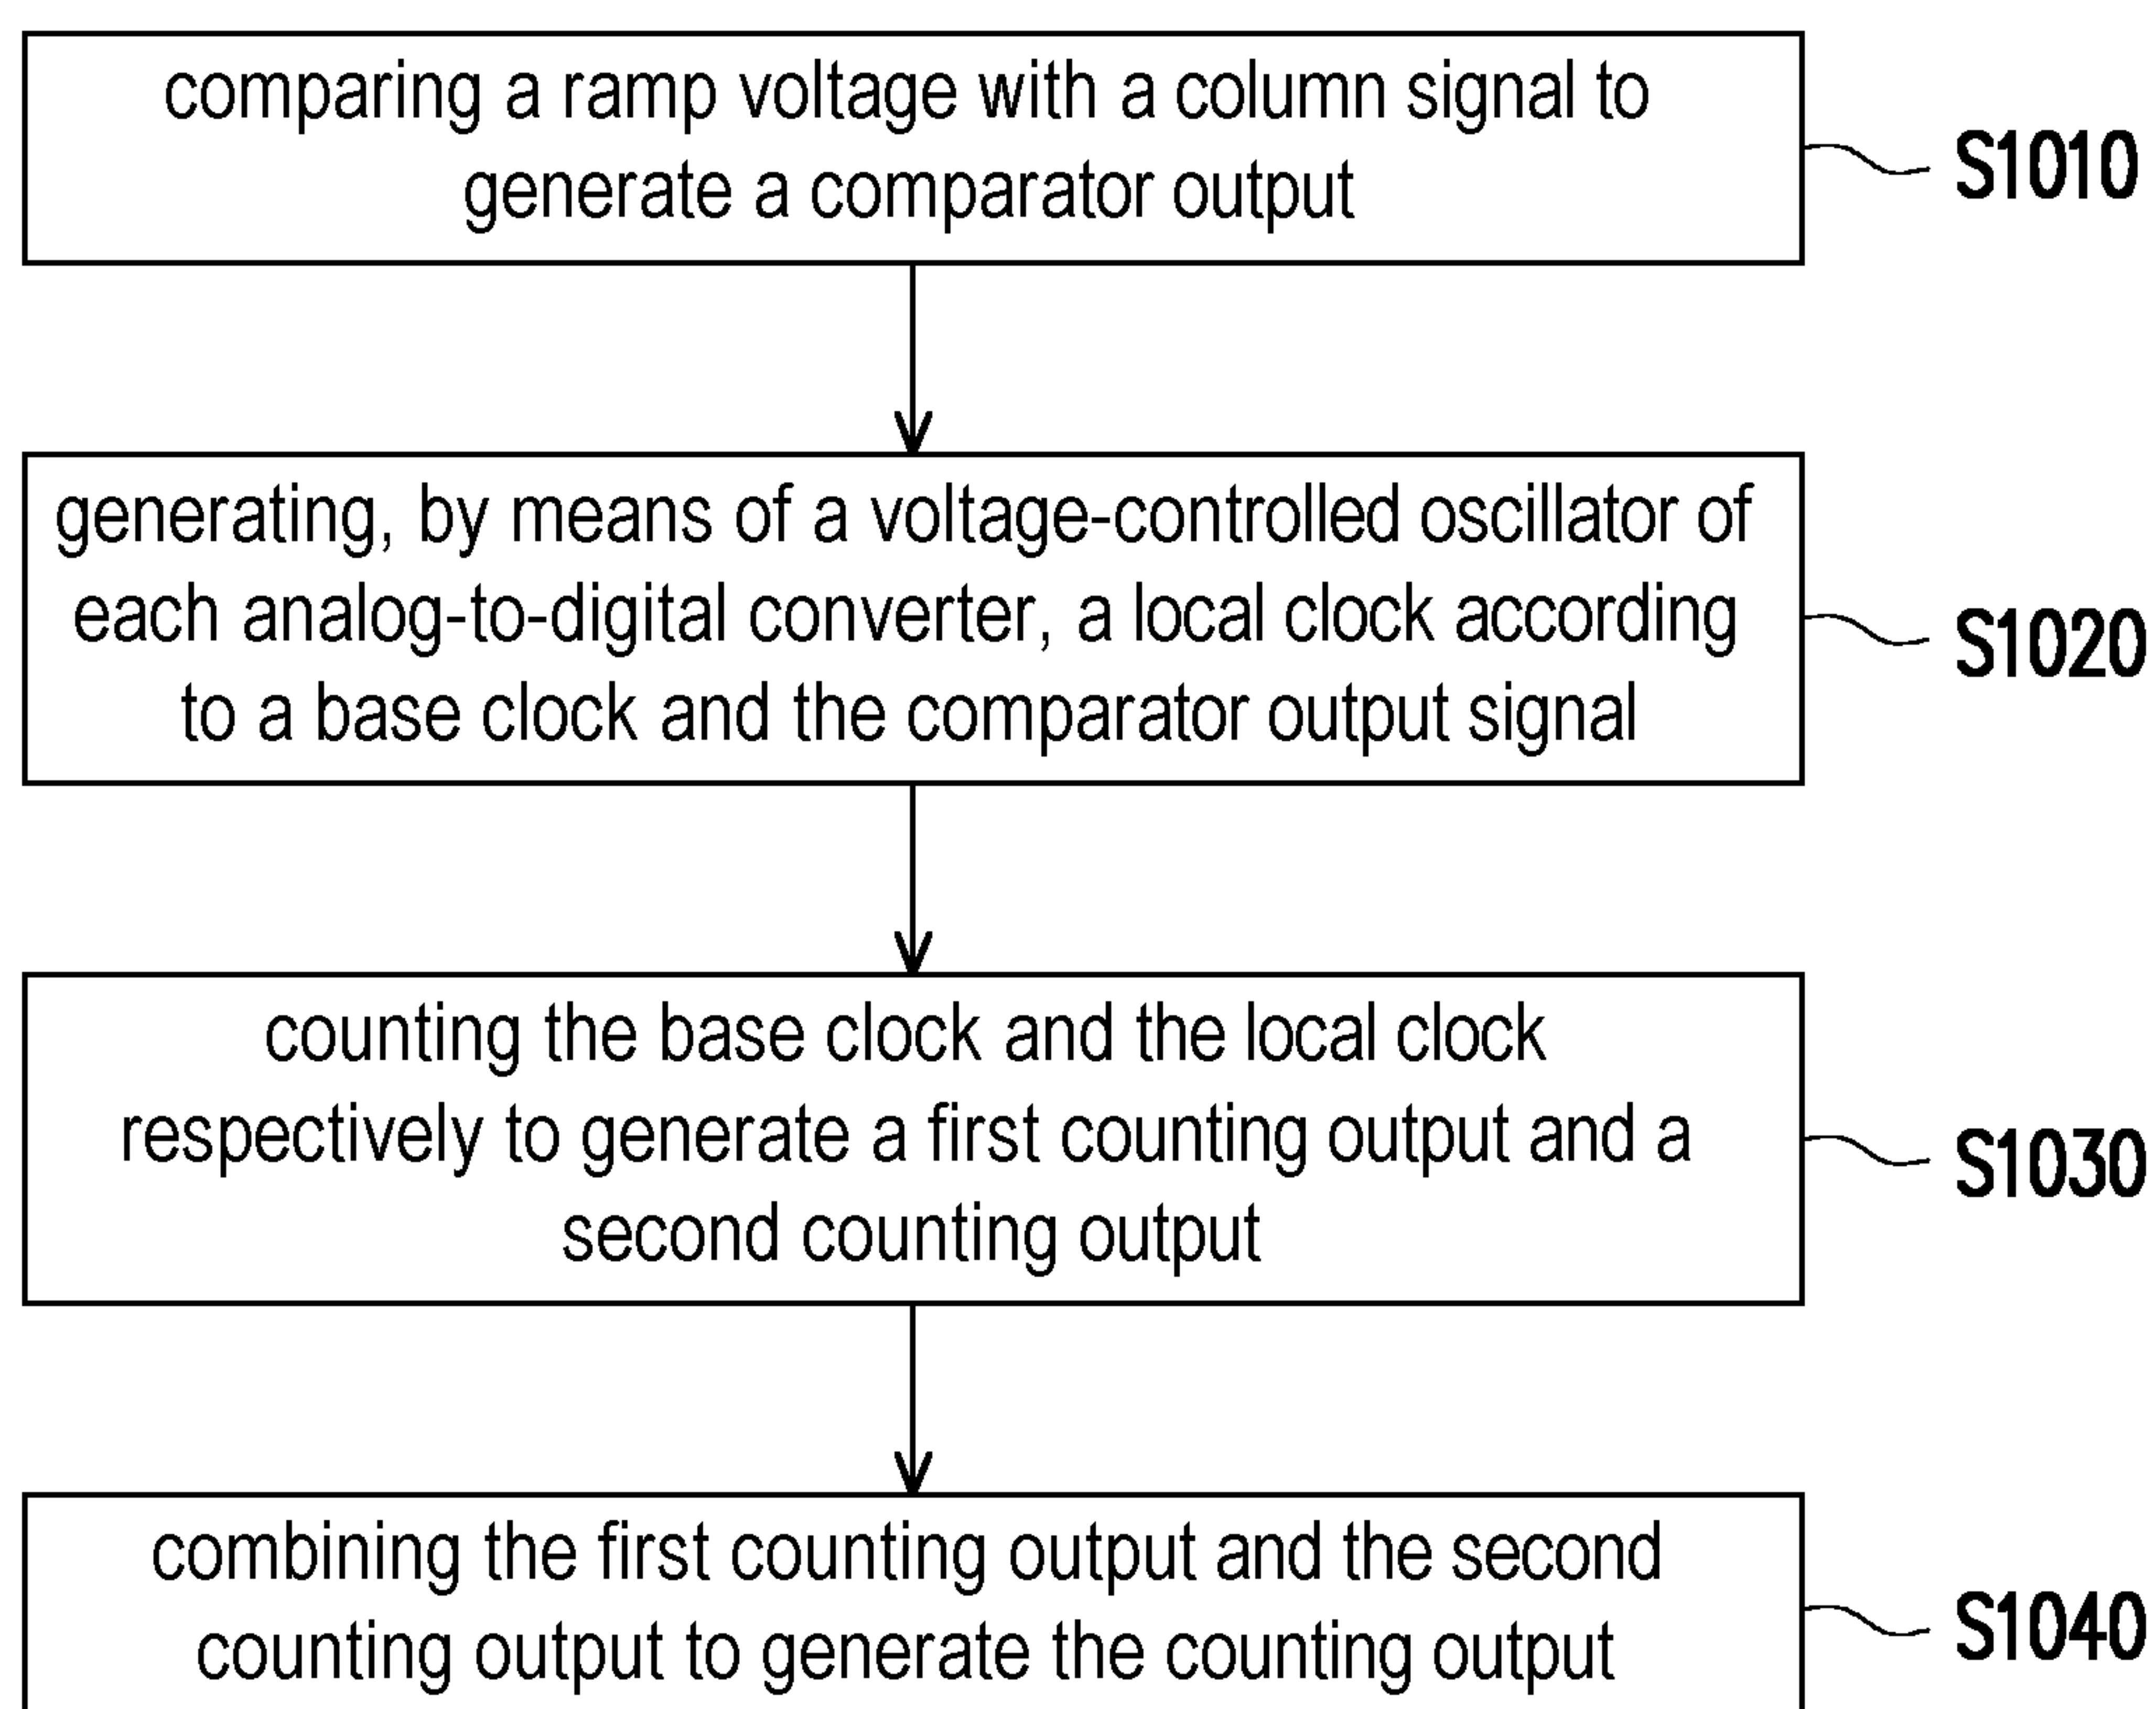 comparing a ramp voltage with a column signal to
generate a comparator output
S1010
generating, by means of a voltage-controlled oscillator of
each analog-to-digital converter, a local clock according
to a base clock and the comparator output signal
S1020
counting the base clock and the local clock
respectively to generate a first counting output and a
second counting output
S1030
combining the first counting output and the second
counting output to generate the counting output
S1040